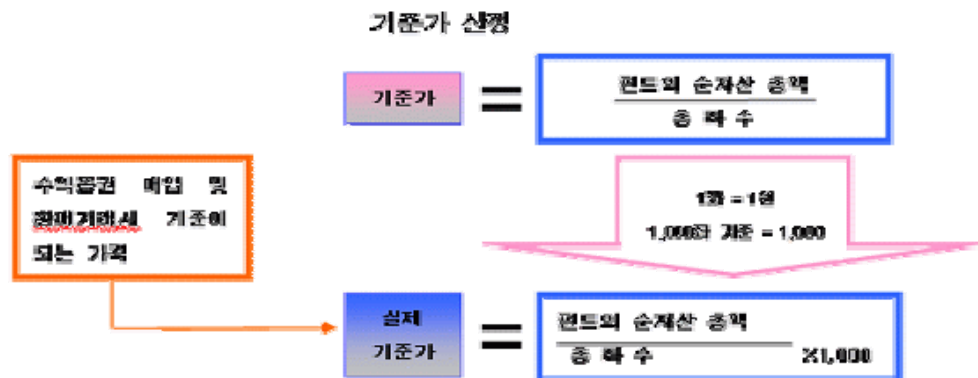 기준가 산정
기준가
=
펀드의 순자산 총액
총 좌 수
수익증권 매입 및
환매거래시 기준이
되는 가격
1좌 = 1원
1,000좌 기준 = 1,000
실제
기준가
=
펀드의 순자산 총액
총 좌 수 X1,000